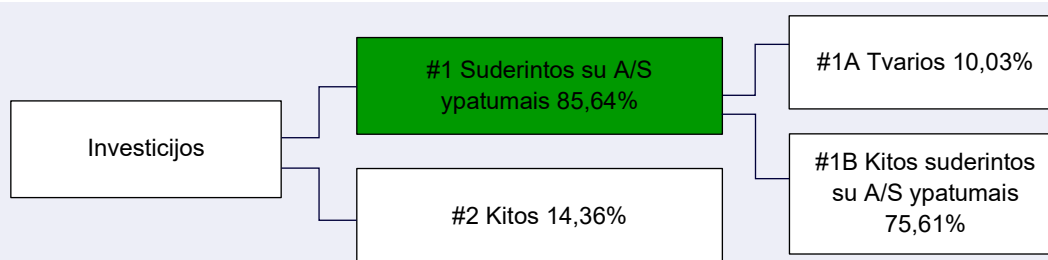 Investicijos
#1 Suderintos su A/S
ypatumais 85,64%
#2 Kitos 14,36%
#1A Tvarios 10,03%
#1B Kitos suderintos
su A/S ypatumais
75,61%